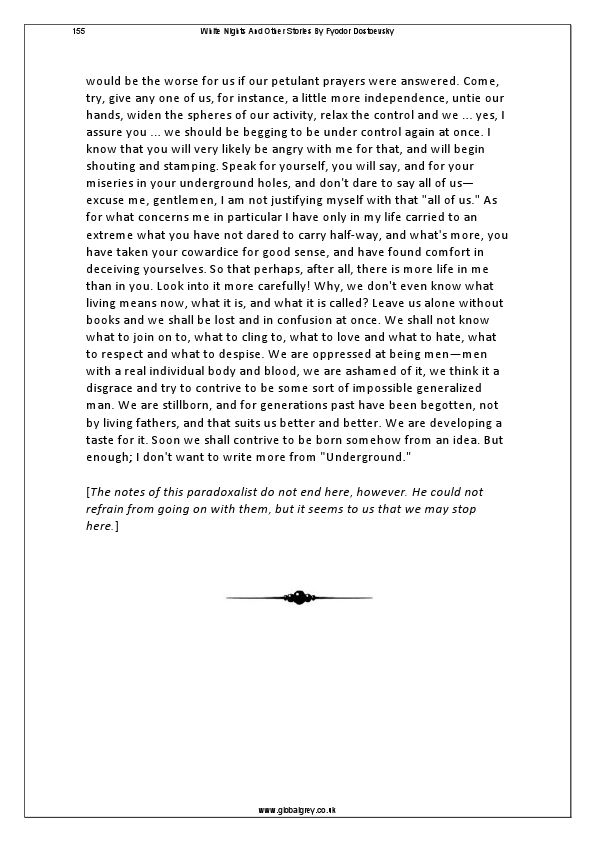 155 White Nights And Other Stories By Fyodor Dostoevsky
would be the worse for us if our petulant prayers were answered. Come,
try, give any one of us, for instance, a little more independence, untie our
hands, widen the spheres of our activity, relax the control and we ... yes, I
assure you ... we should be begging to be under control again at once. I
know that you will very likely be angry with me for that, and will begin
shouting and stamping. Speak for yourself, you will say, and for your
miseries in your underground holes, and don't dare to say all of us—
excuse me, gentlemen, I am not justifying myself with that "all of us." As
for what concerns me in particular I have only in my life carried to an
extreme what you have not dared to carry half-way, and what's more, you
have taken your cowardice for good sense, and have found comfort in
deceiving yourselves. So that perhaps, after all, there is more life in me
than in you. Look into it more carefully! Why, we don't even know what
living means now, what it is, and what it is called? Leave us alone without
books and we shall be lost and in confusion at once. We shall not know
what to join on to, what to cling to, what to love and what to hate, what
to respect and what to despise. We are oppressed at being men—men
with a real individual body and blood, we are ashamed of it, we think it a
disgrace and try to contrive to be some sort of impossible generalized
man. We are stillborn, and for generations past have been begotten, not
by living fathers, and that suits us better and better. We are developing a
taste for it. Soon we shall contrive to be born somehow from an idea. But
enough; I don't want to write more from "Underground."
[The notes of this paradoxalist do not end here, however. He could not
refrain from going on with them, but it seems to us that we may stop
here.]
www.globalgrey.co.uk